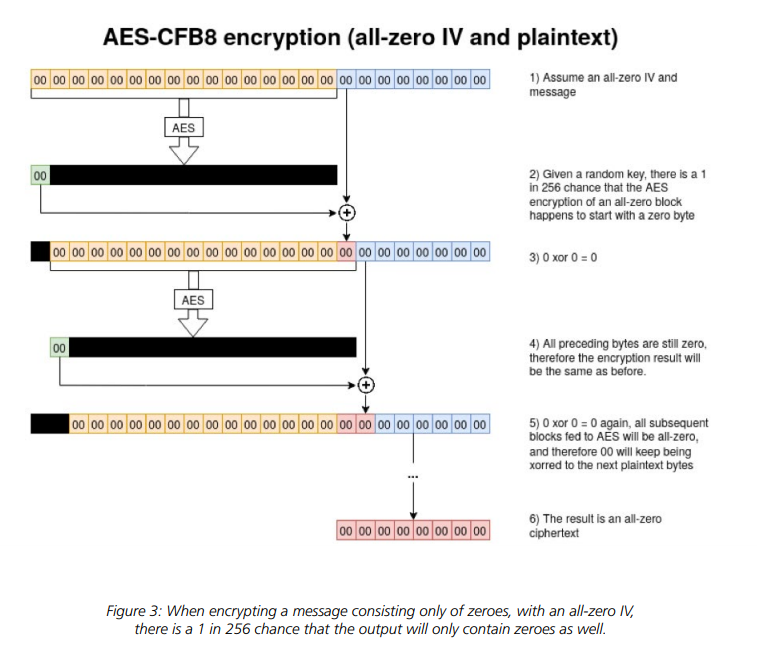 AES-CFB8 encryption (all-zero IV and plaintext)
00 00 00 00 00 00 00 00 00 00 00 00 00 00 00 00 00 00 00 00 00 00 00 00
1) Assume an all-zero IV and
message
AES
00
2) Given a random key, there is a 1
in 256 chance that the AES
encryption of an all-zero block
happens to start with a zero byte
+
00 00 00 00 00 00 00 00 00 00 00 00 00 00 00 00 00 00 00 00 00 00 00
3) 0 xor 0 = 0
AES
00
4) All preceding bytes are still zero,
therefore the encryption result will
be the same as before.
+
00 00 00 00 00 00 00 00 00 00 00 00 00 00 00 00 00 00 00 00 00 00
5) 0 xor 0 = 0 again, all subsequent
blocks fed to AES will be all-zero,
and therefore 00 will keep being
xorred to the next plaintext bytes
...
00 00 00 00 00 00 00 00
6) The result is an all-zero
ciphertext
Figure 3: When encrypting a message consisting only of zeroes, with an all-zero IV,
there is a 1 in 256 chance that the output will only contain zeroes as well.